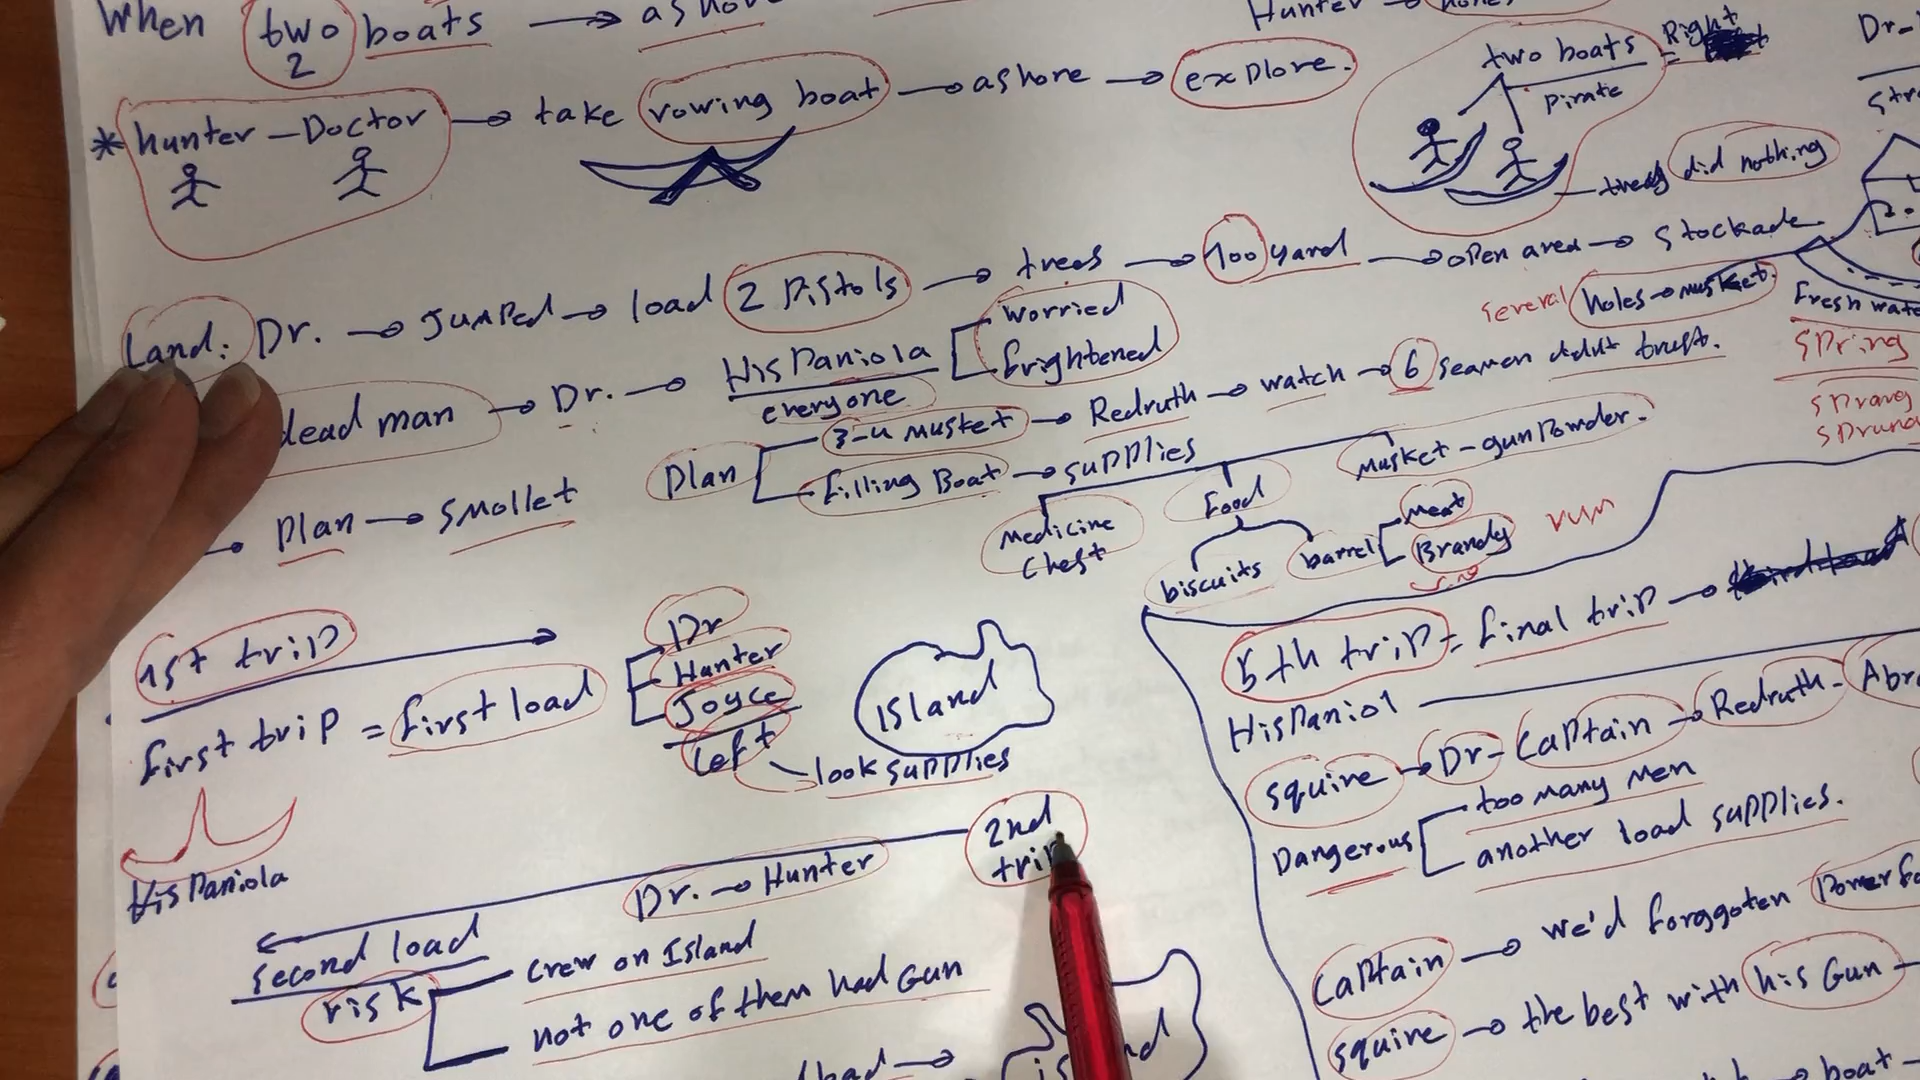 When two boats → ashore
2
Hunter →
two boats = Right
pirate
Dr-
* hunter – Doctor → take rowing boat → ashore → explore.
trees did nothing
Land: Dr. → Jumped → load 2 Pistols → trees → 100 yard → open area → stockade
Several holes → musket.
Fresh
Spring
Sprang
dead man → Dr. → HisPaniola
everyone
worried
frightened
Plan
3-4 musket → Redruth → watch → 6 seamen didnt trust.
filling Boat → supplies
Medicine Chest
Food
musket – gunpowder.
biscuits
barrel
meat
Brandy
rum
→ Plan → Smollet
1st trip
first trip = first load
Dr
Hunter
Joyce
Left
look supplies
Island
HisPaniola
2nd trip
Dr. → Hunter
second load
risk
crew on Island
not one of them had Gun
5th trip = final trip →
HisPaniol
squire → Dr – Captain → Redruth –
Dangerous
too many men
another load supplies.
Captain → we'd forggoten
squire → the best with his Gun
boat